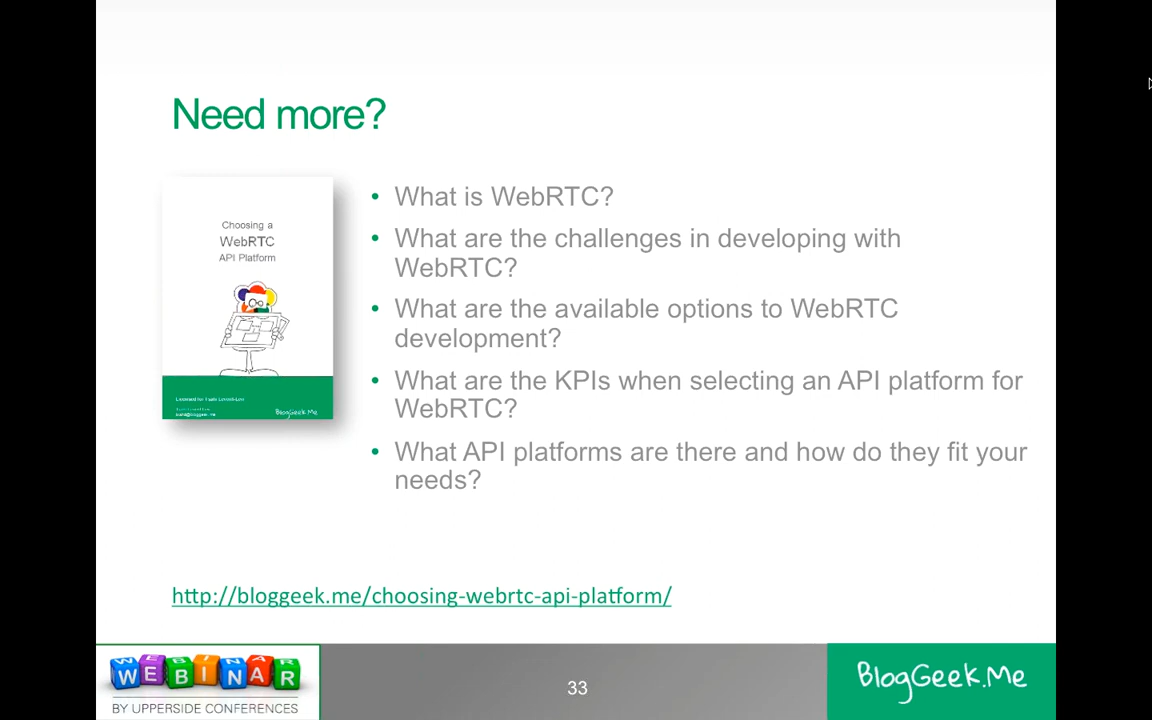 Need more?
Choosing a
WebRTC
API Platform
BlogGeek.Me
• What is WebRTC?
• What are the challenges in developing with
WebRTC?
• What are the available options to WebRTC
development?
• What are the KPIs when selecting an API platform for
WebRTC?
• What API platforms are there and how do they fit your
needs?
http://bloggeek.me/choosing-webrtc-api-platform/
WEBINAR
BY UPPERSIDE CONFERENCES
33
BlogGeek.Me